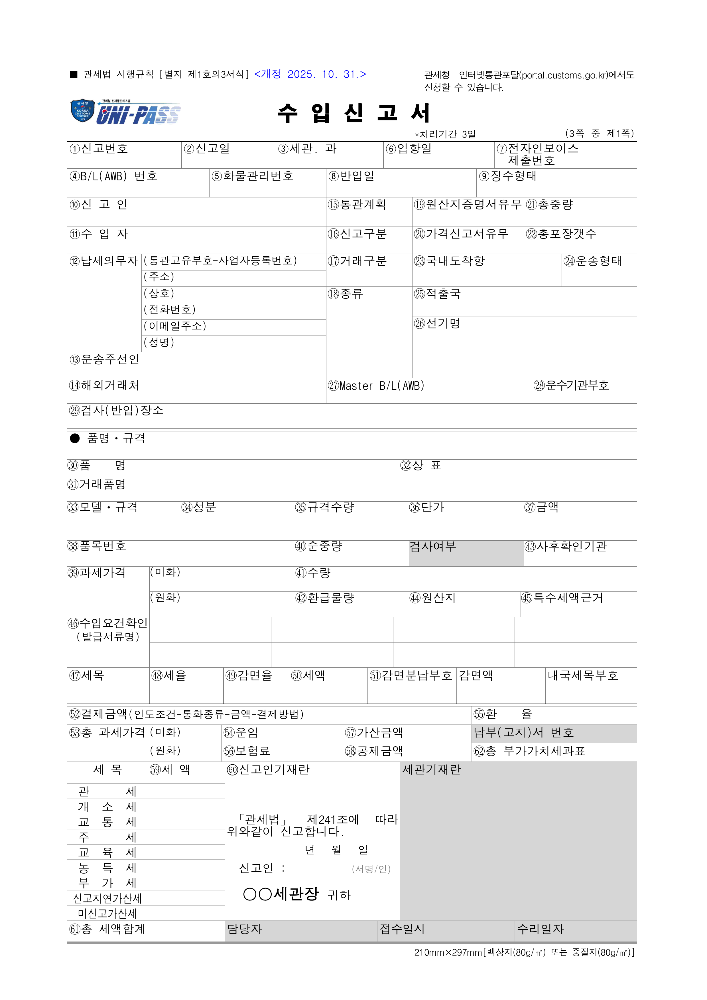 ■ 관세법 시행규칙 [별지 제1호의3서식] <개정 2025. 10. 31.>
관세청 인터넷통관포탈(portal.customs.go.kr)에서도
신청할 수 있습니다.
관세청
KOREA
CUSTOMS
SERVICE
1878
관세청 전자통관시스템
UNI-PASS
수 입 신 고 서
*처리기간 3일
(3쪽 중 제1쪽)
①신고번호 ②신고일 ③세관. 과 ⑥입항일 ⑦전자인보이스
제출번호
④B/L(AWB) 번호 ⑤화물관리번호 ⑧반입일 ⑨징수형태
⑩신 고 인 ⑮통관계획 ⑲원산지증명서유무 ㉑총중량
⑪수 입 자 ⑯신고구분 ⑳가격신고서유무 ㉒총포장갯수
⑫납세의무자 (통관고유부호-사업자등록번호) ⑰거래구분 ㉓국내도착항 ㉔운송형태
(주소)
(상호) ⑱종류 ㉕적출국
(전화번호)
(이메일주소) ㉖선기명
(성명)
⑬운송주선인
⑭해외거래처 ㉗Master B/L(AWB) ㉘운수기관부호
㉙검사(반입)장소
● 품명·규격
㉚품 명 ㉜상 표
㉛거래품명
㉝모델·규격 ㉞성분 ㉟규격수량 ㊱단가 ㊲금액
㊳품목번호 ㊵순중량 검사여부 ㊸사후확인기관
㊴과세가격 (미화) ㊶수량
(원화) ㊷환급물량 ㊹원산지 ㊺특수세액근거
㊻수입요건확인
(발급서류명)
㊼세목 ㊽세율 ㊾감면율 ㊿세액 51감면분납부호 감면액 내국세목부호
52결제금액(인도조건-통화종류-금액-결제방법) 55환 율
53총 과세가격 (미화) 54운임 57가산금액 납부(고지)서 번호
(원화) 56보험료 58공제금액 62총 부가가치세과표
세 목 59세 액 60신고인기재란 세관기재란
관 세
개 소 세
교 통 세
주 세
교 육 세
농 특 세
부 가 세
신고지연가산세
미신고가산세
「관세법」 제241조에 따라
위와같이 신고합니다.
년 월 일
신고인 : (서명/인)
○○세관장 귀하
61총 세액합계 담당자 접수일시 수리일자
210mm×297mm[백상지(80g/㎡) 또는 중질지(80g/㎡)]